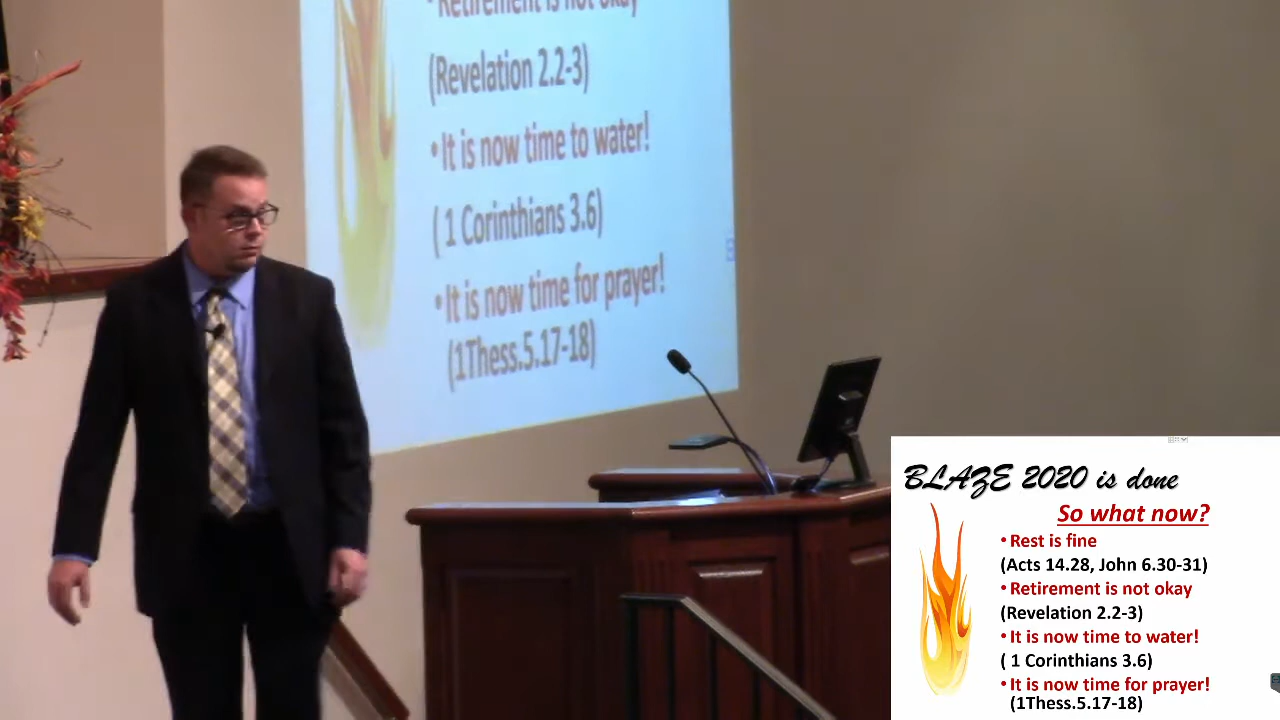 • Retirement is not okay
(Revelation 2.2-3)
•It is now time to water!
( 1 Corinthians 3.6)
•It is now time for prayer!
(1Thess.5.17-18)
BLAZE 2020 is done
So what now?
• Rest is fine
(Acts 14.28, John 6.30-31)
• Retirement is not okay
(Revelation 2.2-3)
• It is now time to water!
( 1 Corinthians 3.6)
• It is now time for prayer!
(1Thess.5.17-18)